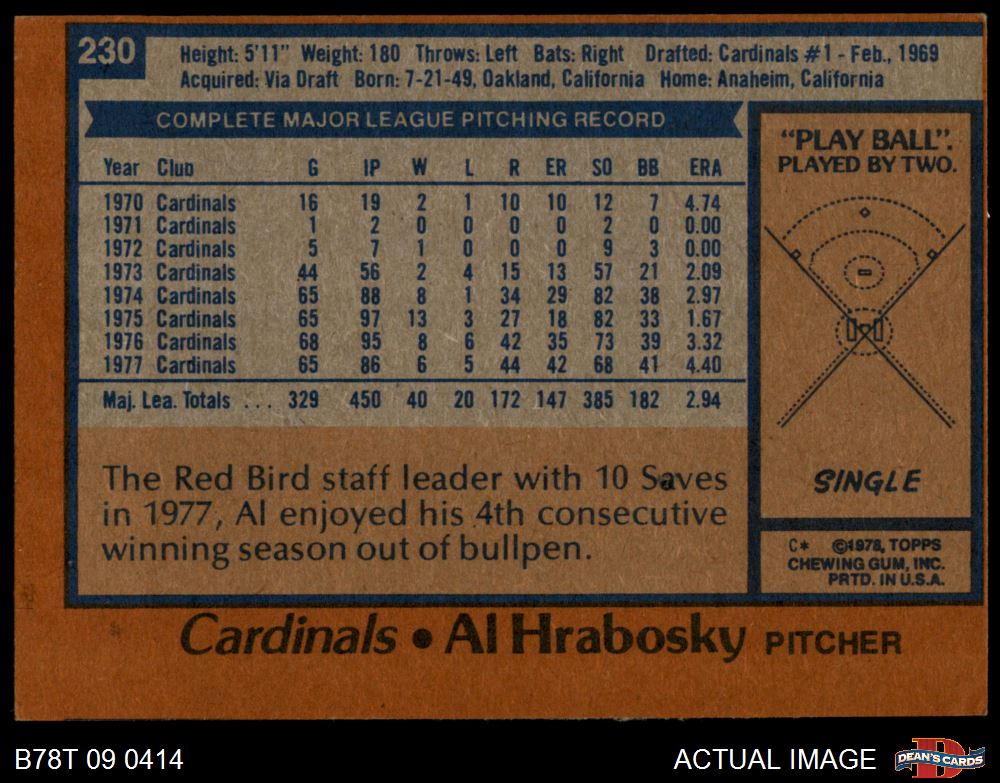 230
Height: 5'11" Weight: 180 Throws: Left Bats: Right Drafted: Cardinals #1 - Feb., 1969
Acquired: Via Draft Born: 7-21-49, Oakland, California Home: Anaheim, California
COMPLETE MAJOR LEAGUE PITCHING RECORD
Year Club G IP W L R ER SO BB ERA
1970 Cardinals 16 19 2 1 10 10 12 7 4.74
1971 Cardinals 1 2 0 0 0 0 2 0 0.00
1972 Cardinals 5 7 1 0 0 0 9 3 0.00
1973 Cardinals 44 56 2 4 15 13 57 21 2.09
1974 Cardinals 65 88 8 1 34 29 82 38 2.97
1975 Cardinals 65 97 13 3 27 18 82 33 1.67
1976 Cardinals 68 95 8 6 42 35 73 39 3.32
1977 Cardinals 65 86 6 5 44 42 68 41 4.40
Maj. Lea. Totals ... 329 450 40 20 172 147 385 182 2.94
The Red Bird staff leader with 10 Saves
in 1977, Al enjoyed his 4th consecutive
winning season out of bullpen.
"PLAY BALL".
PLAYED BY TWO.
SINGLE
C* ©1978, TOPPS
CHEWING GUM, INC.
PRTD. IN U.S.A.
Cardinals • Al Hrabosky PITCHER
B78T 09 0414
ACTUAL IMAGE
D
DEAN'S CARDS